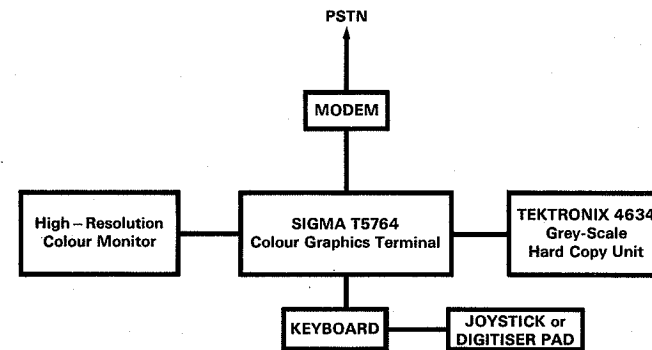 PSTN
MODEM
High–Resolution
Colour Monitor
SIGMA T5764
Colour Graphics Terminal
TEKTRONIX 4634
Grey-Scale
Hard Copy Unit
KEYBOARD
JOYSTICK or
DIGITISER PAD